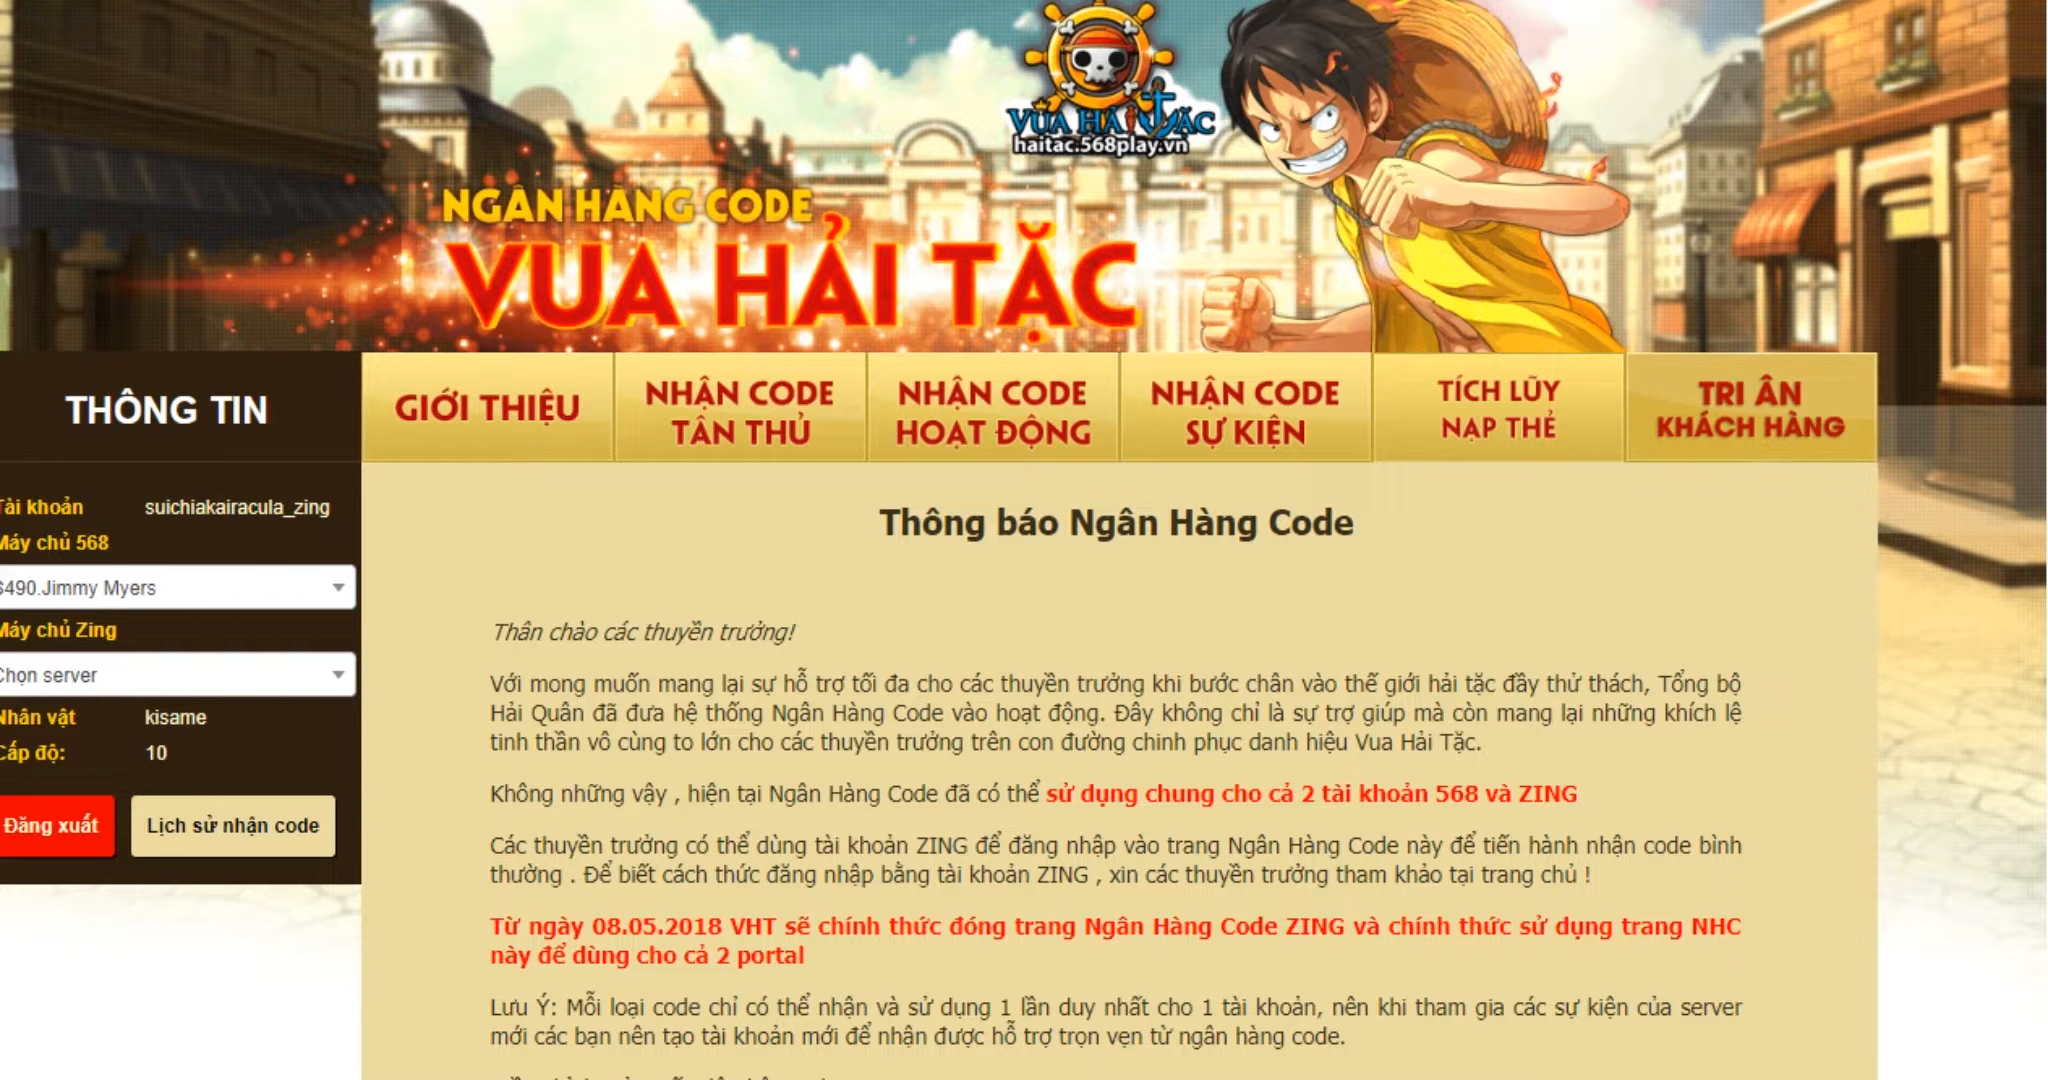 VUA HẢI TẶC
haitac.568play.vn
NGÂN HÀNG CODE
VUA HẢI TẶC
THÔNG TIN
GIỚI THIỆU
NHẬN CODE
TÂN THỦ
NHẬN CODE
HOẠT ĐỘNG
NHẬN CODE
SỰ KIỆN
TÍCH LŨY
NẠP THẺ
TRI ÂN
KHÁCH HÀNG
Tài khoản suichiakairacula_zing
Máy chủ 568
S490.Jimmy Myers
Máy chủ Zing
Chọn server
Nhân vật kisame
Cấp độ: 10
Đăng xuất
Lịch sử nhận code
Thông báo Ngân Hàng Code
Thân chào các thuyền trưởng!
Với mong muốn mang lại sự hỗ trợ tối đa cho các thuyền trưởng khi bước chân vào thế giới hải tặc đầy thử thách, Tổng bộ
Hải Quân đã đưa hệ thống Ngân Hàng Code vào hoạt động. Đây không chỉ là sự trợ giúp mà còn mang lại những khích lệ
tinh thần vô cùng to lớn cho các thuyền trưởng trên con đường chinh phục danh hiệu Vua Hải Tặc.
Không những vậy , hiện tại Ngân Hàng Code đã có thể sử dụng chung cho cả 2 tài khoản 568 và ZING
Các thuyền trưởng có thể dùng tài khoản ZING để đăng nhập vào trang Ngân Hàng Code này để tiến hành nhận code bình
thường . Để biết cách thức đăng nhập bằng tài khoản ZING , xin các thuyền trưởng tham khảo tại trang chủ !
Từ ngày 08.05.2018 VHT sẽ chính thức đóng trang Ngân Hàng Code ZING và chính thức sử dụng trang NHC
này để dùng cho cả 2 portal
Lưu Ý: Mỗi loại code chỉ có thể nhận và sử dụng 1 lần duy nhất cho 1 tài khoản, nên khi tham gia các sự kiện của server
mới các bạn nên tạo tài khoản mới để nhận được hỗ trợ trọn vẹn từ ngân hàng code.